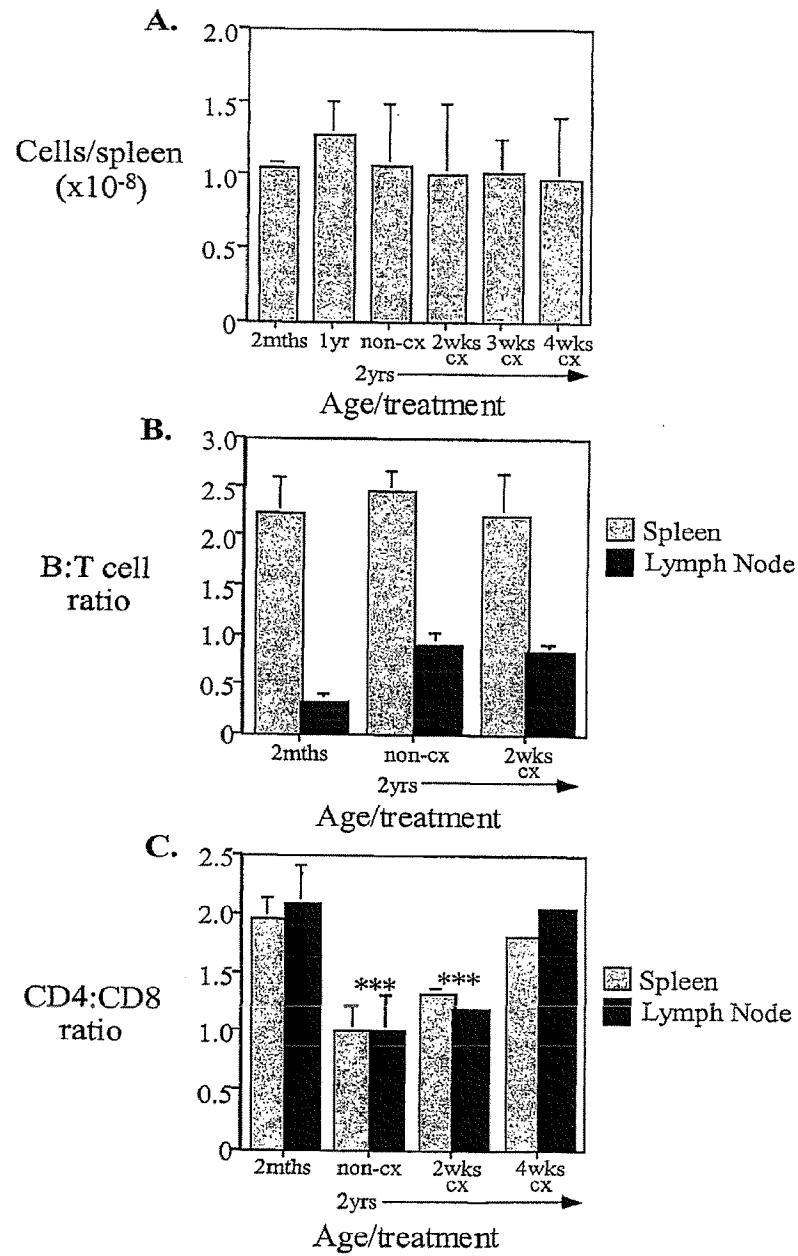 A.
2.0
1.5
1.0
0.5
0
Cells/spleen
(x10-8)
2mths 1yr non-cx 2wks cx 3wks cx 4wks cx
2yrs
Age/treatment
B.
3.0
2.5
2.0
1.5
1.0
0.5
0
B:T cell
ratio
Spleen
Lymph Node
2mths non-cx 2wks cx
2yrs
Age/treatment
C.
2.5
2.0
1.5
1.0
0.5
0
CD4:CD8
ratio
*** ***
Spleen
Lymph Node
2mths non-cx 2wks cx 4wks cx
2yrs
Age/treatment